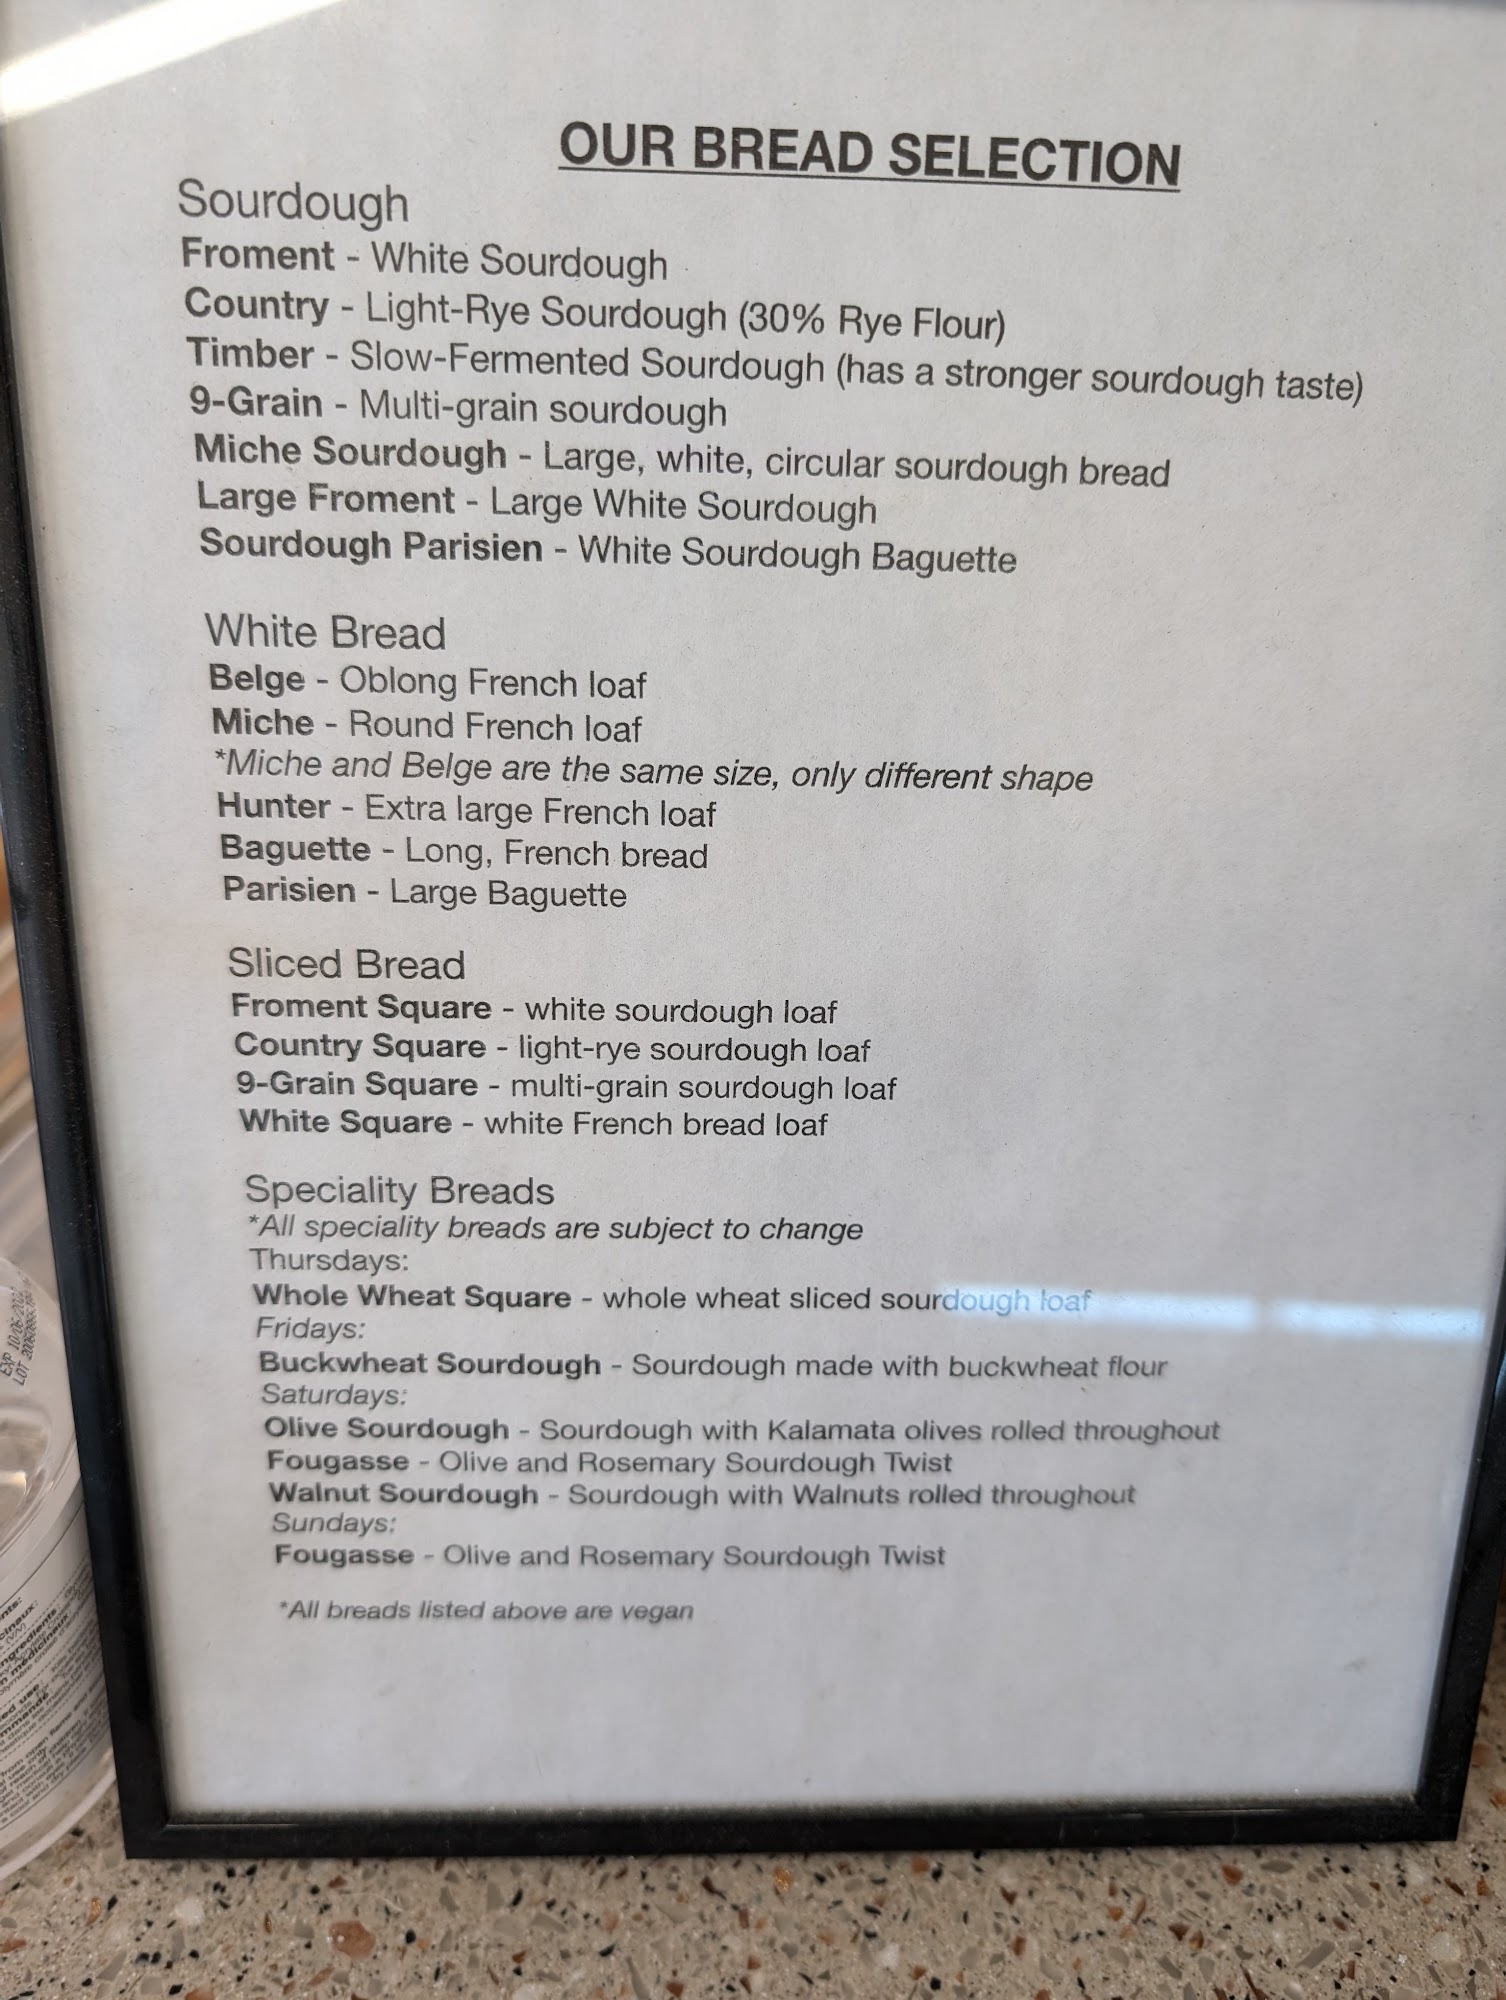 OUR BREAD SELECTION
Sourdough
Froment - White Sourdough
Country - Light-Rye Sourdough (30% Rye Flour)
Timber - Slow-Fermented Sourdough (has a stronger sourdough taste)
9-Grain - Multi-grain sourdough
Miche Sourdough - Large, white, circular sourdough bread
Large Froment - Large White Sourdough
Sourdough Parisien - White Sourdough Baguette
White Bread
Belge - Oblong French loaf
Miche - Round French loaf
*Miche and Belge are the same size, only different shape
Hunter - Extra large French loaf
Baguette - Long, French bread
Parisien - Large Baguette
Sliced Bread
Froment Square - white sourdough loaf
Country Square - light-rye sourdough loaf
9-Grain Square - multi-grain sourdough loaf
White Square - white French bread loaf
Speciality Breads
*All speciality breads are subject to change
Thursdays:
Whole Wheat Square - whole wheat sliced sourdough loaf
Fridays:
Buckwheat Sourdough - Sourdough made with buckwheat flour
Saturdays:
Olive Sourdough - Sourdough with Kalamata olives rolled throughout
Fougasse - Olive and Rosemary Sourdough Twist
Walnut Sourdough - Sourdough with Walnuts rolled throughout
Sundays:
Fougasse - Olive and Rosemary Sourdough Twist
*All breads listed above are vegan